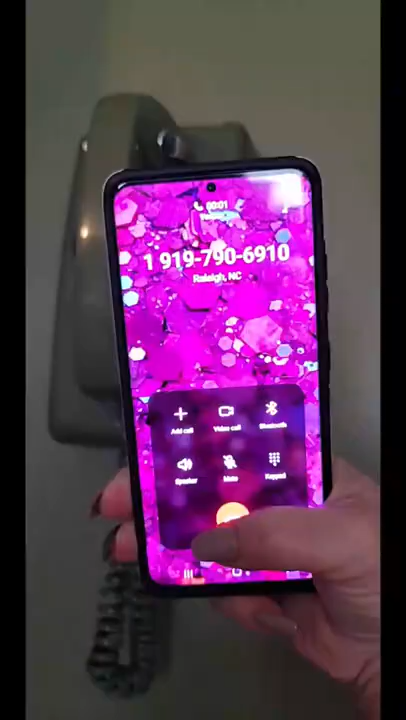 00:01
1 919-790-6910
Raleigh, NC
Add call
Video call
Bluetooth
Speaker
Mute
Keypad